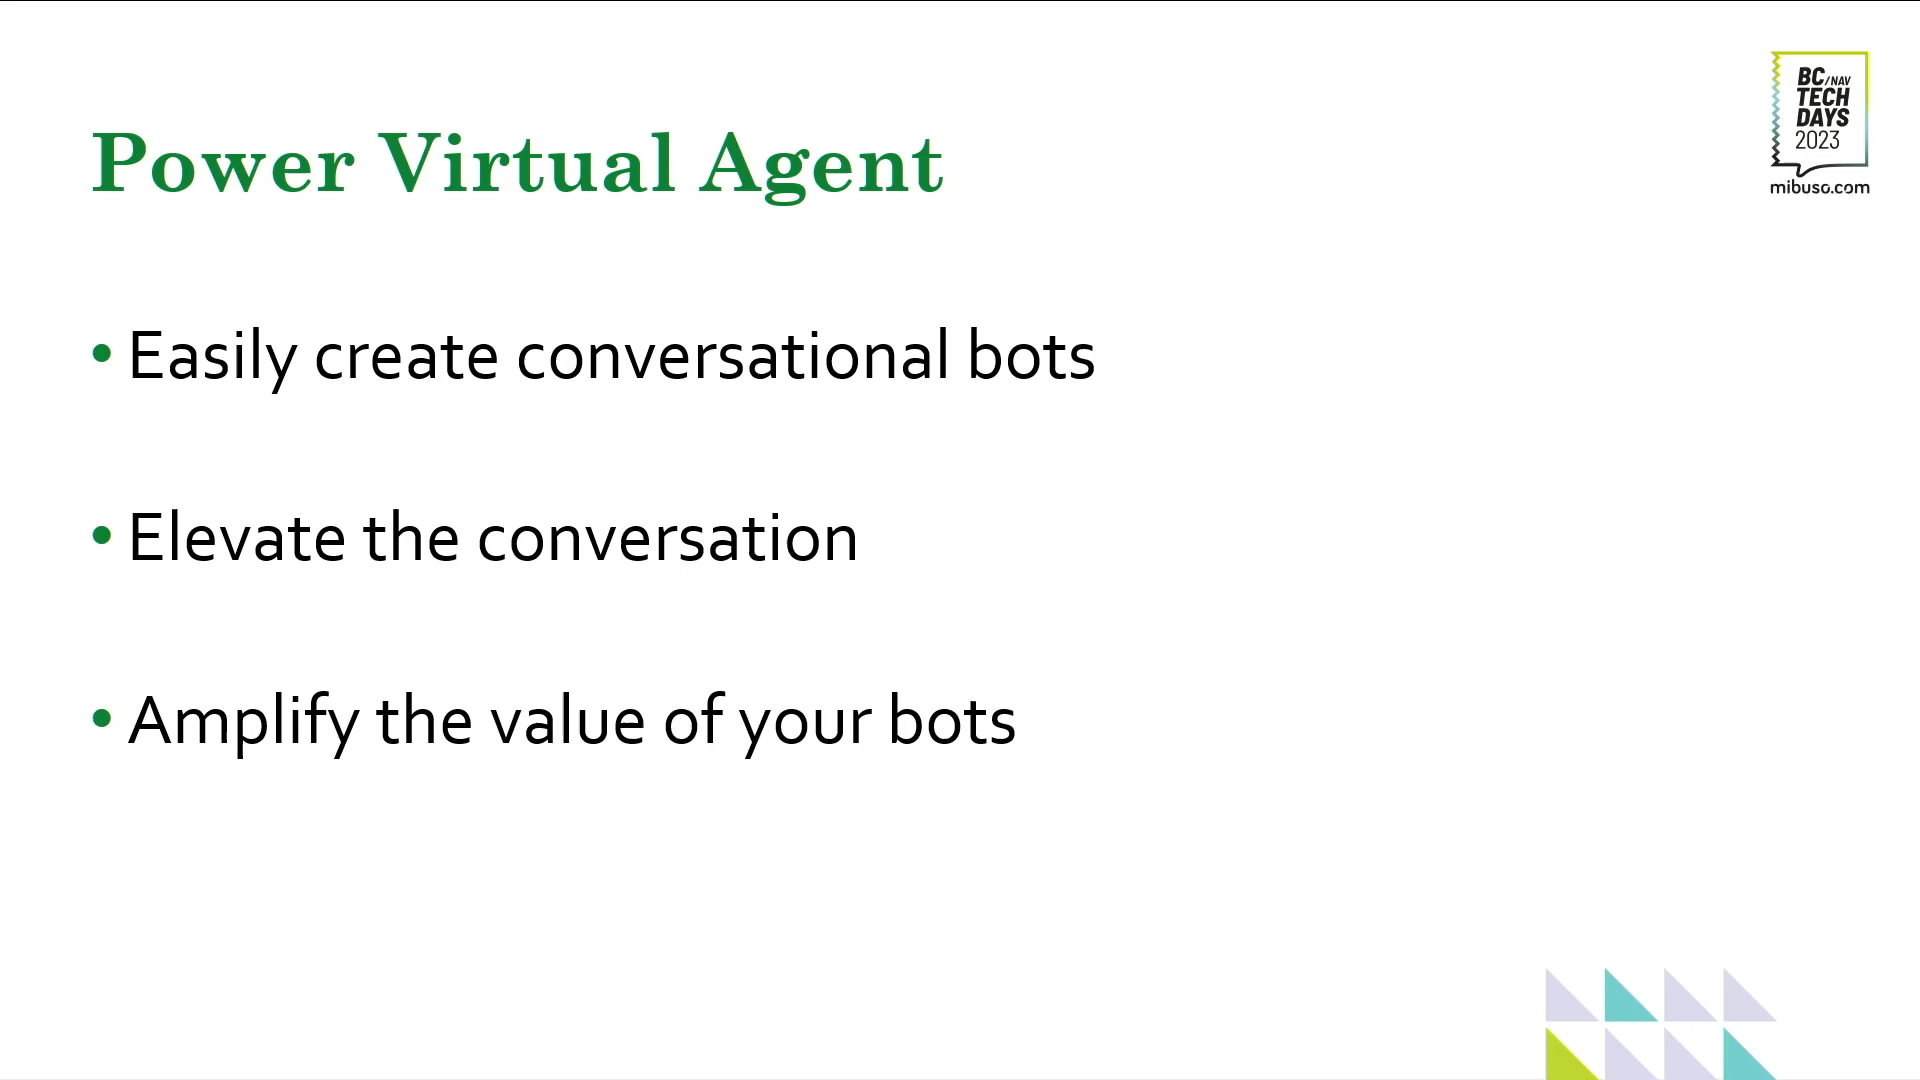 Power Virtual Agent
BC/NAV
TECH
DAYS
2023
mibuso.com
• Easily create conversational bots
• Elevate the conversation
• Amplify the value of your bots